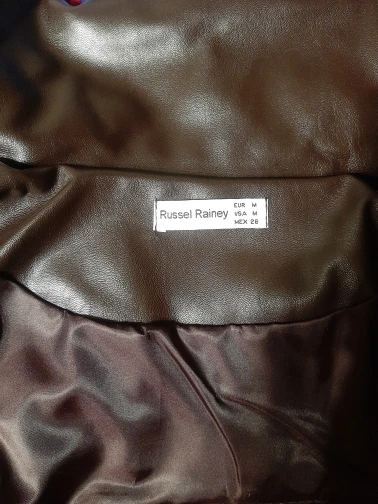 Russel Rainey
EUR M
USA M
MEX 28